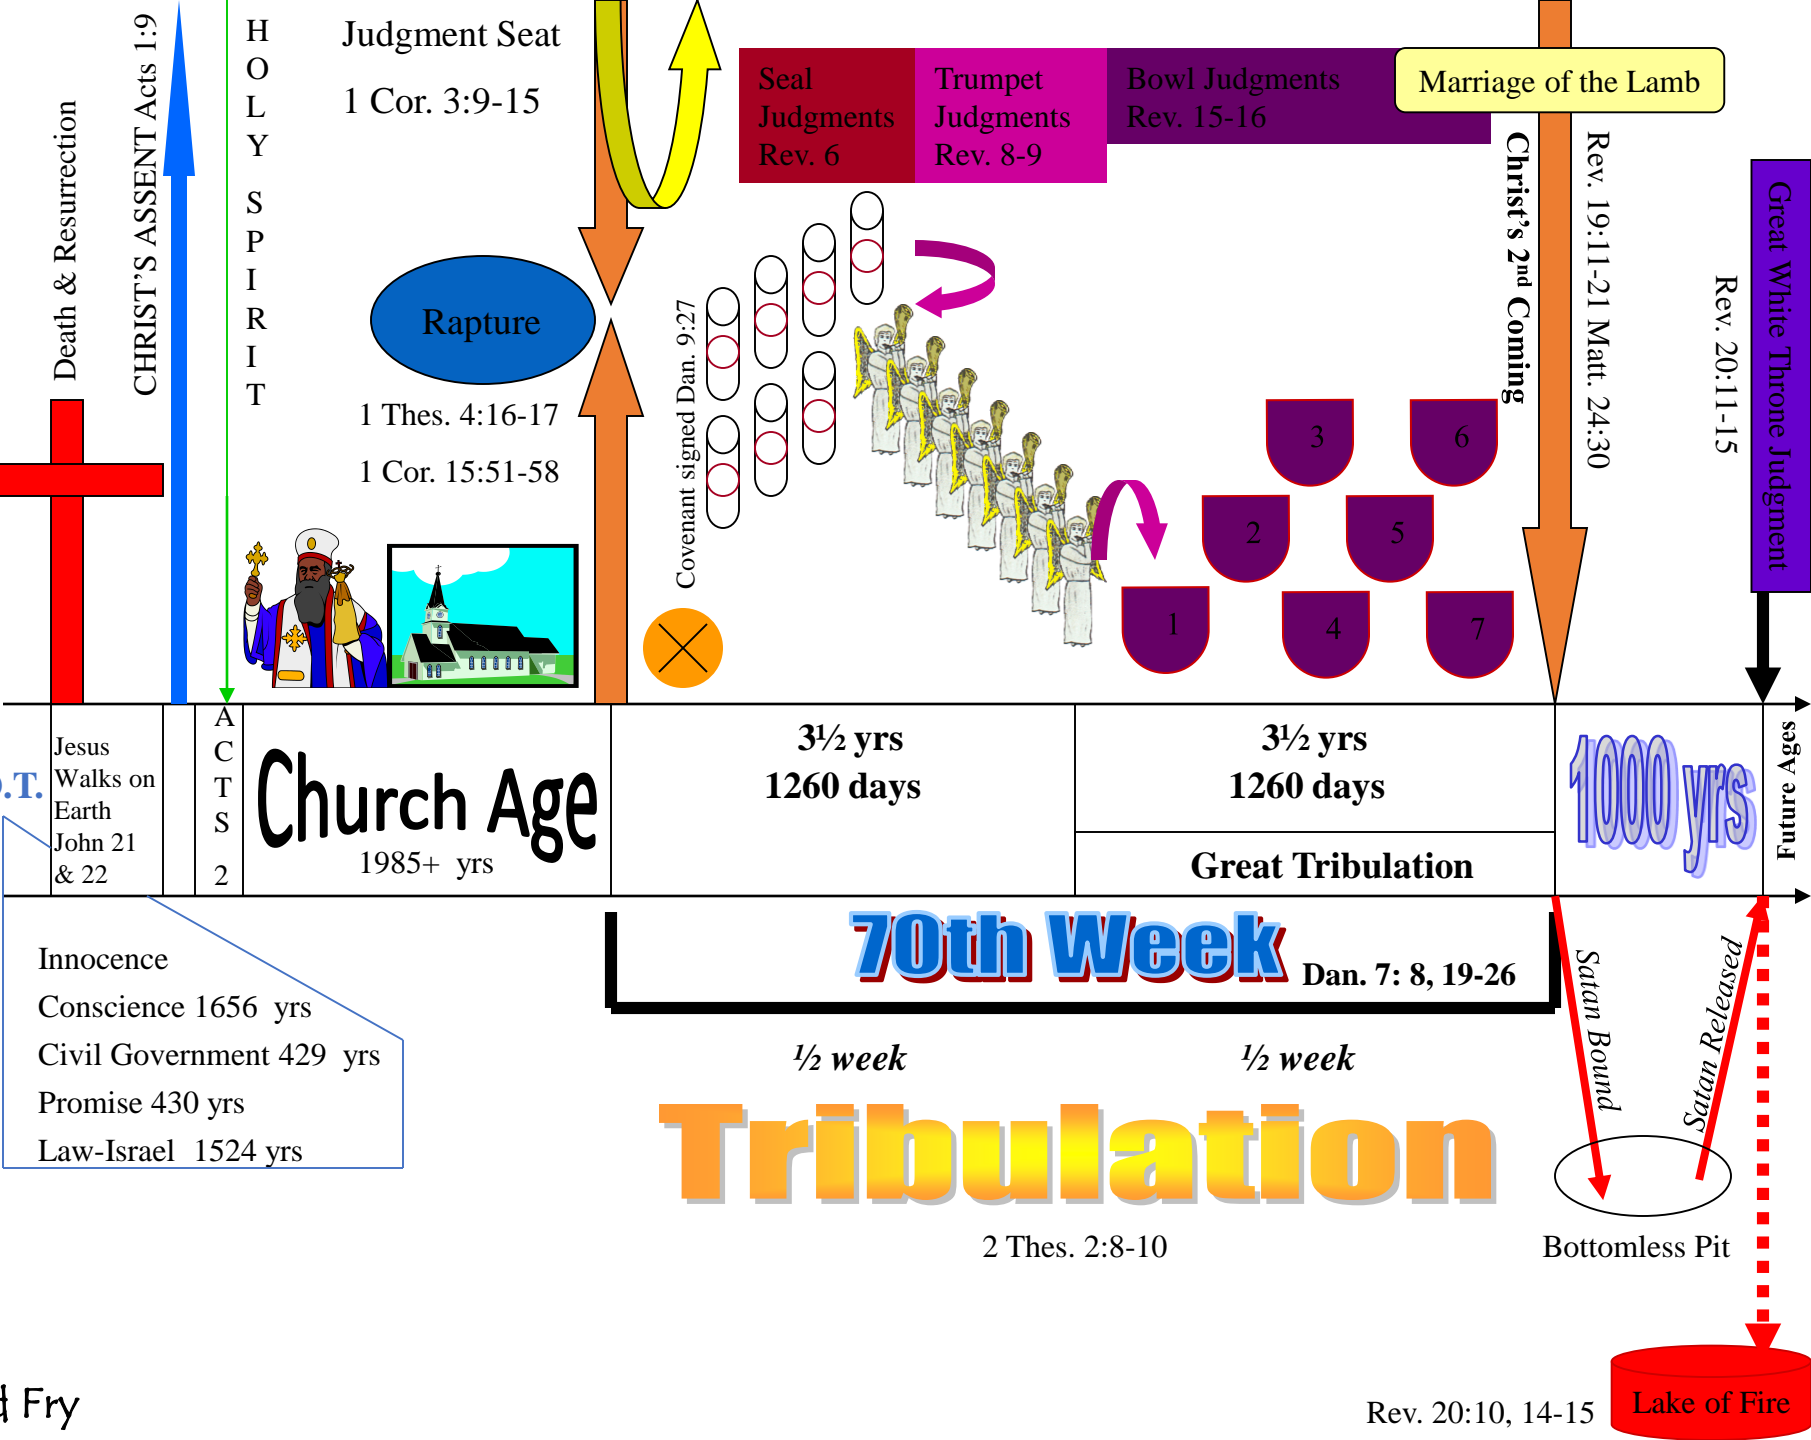 Death & Resurrection
CHRIST'S ASSENT Acts 1:9
HOLY SPIRIT
Judgment Seat
1 Cor. 3:9-15
Rapture
1 Thes. 4:16-17
1 Cor. 15:51-58
Covenant signed Dan. 9:27
Seal
Judgments
Rev. 6
Trumpet
Judgments
Rev. 8-9
Bowl Judgments
Rev. 15-16
Marriage of the Lamb
Christ's 2nd Coming
Rev. 19:11-21 Matt. 24:30
Rev. 20:11-15
Great White Throne Judgment
1
2
3
4
5
6
7
.T.
Jesus
Walks on
Earth
John 21
& 22
ACTS 2
Church Age
1985+ yrs
3½ yrs
1260 days
3½ yrs
1260 days
Great Tribulation
1000 yrs
Future Ages
Innocence
Conscience 1656 yrs
Civil Government 429 yrs
Promise 430 yrs
Law-Israel 1524 yrs
70th Week
Dan. 7: 8, 19-26
½ week
½ week
Tribulation
2 Thes. 2:8-10
Satan Bound
Satan Released
Bottomless Pit
Fry
Rev. 20:10, 14-15
Lake of Fire